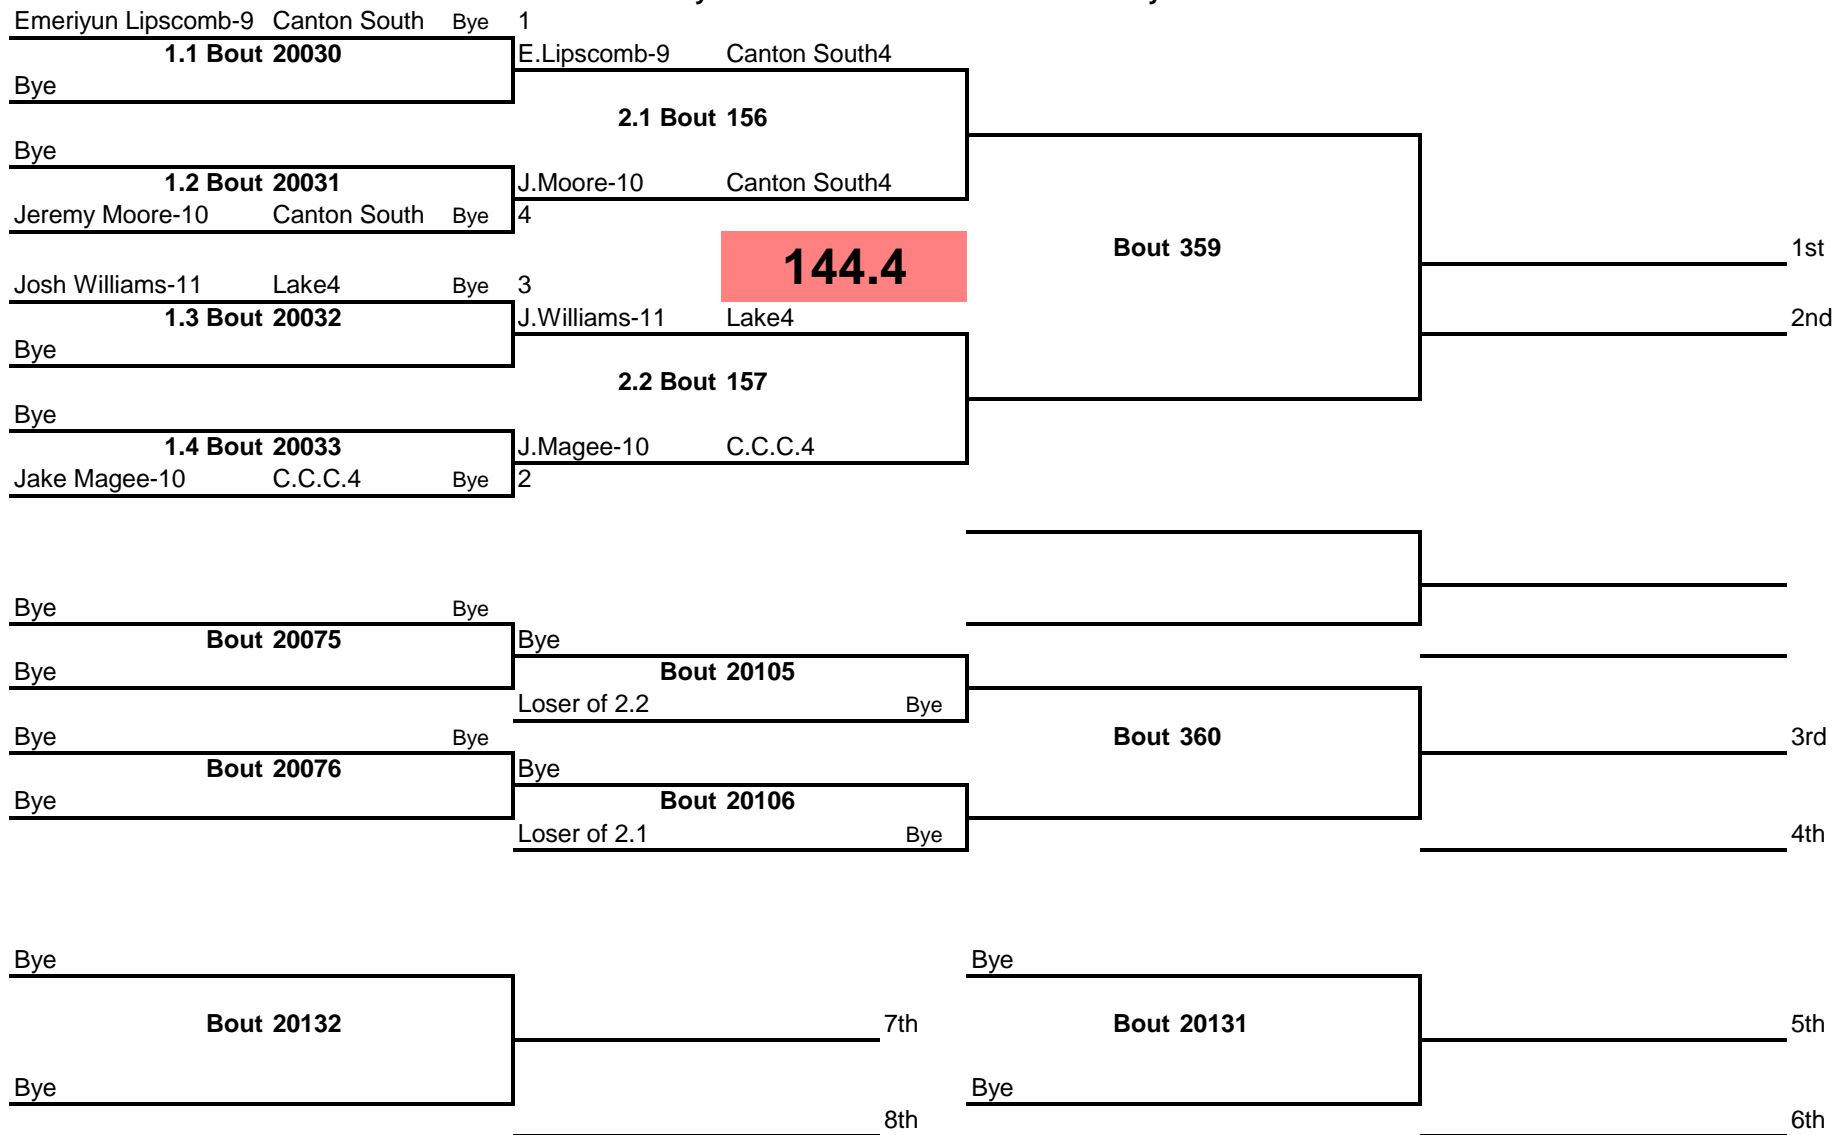 Emeriyun Lipscomb-9 Canton South Bye 1
1.1 Bout 20030 E.Lipscomb-9 Canton South4
Bye
2.1 Bout 156
Bye
1.2 Bout 20031 J.Moore-10 Canton South4
Jeremy Moore-10 Canton South Bye 4
144.4 Bout 359 1st
Josh Williams-11 Lake4 Bye 3
1.3 Bout 20032 J.Williams-11 Lake4 2nd
Bye
2.2 Bout 157
Bye
1.4 Bout 20033 J.Magee-10 C.C.C.4
Jake Magee-10 C.C.C.4 Bye 2
Bye Bye
Bout 20075 Bye
Bye Bout 20105
Loser of 2.2 Bye
Bye Bye Bout 360 3rd
Bout 20076 Bye
Bye Bout 20106
Loser of 2.1 Bye 4th
Bye Bye
Bout 20132 7th Bout 20131 5th
Bye Bye
8th 6th